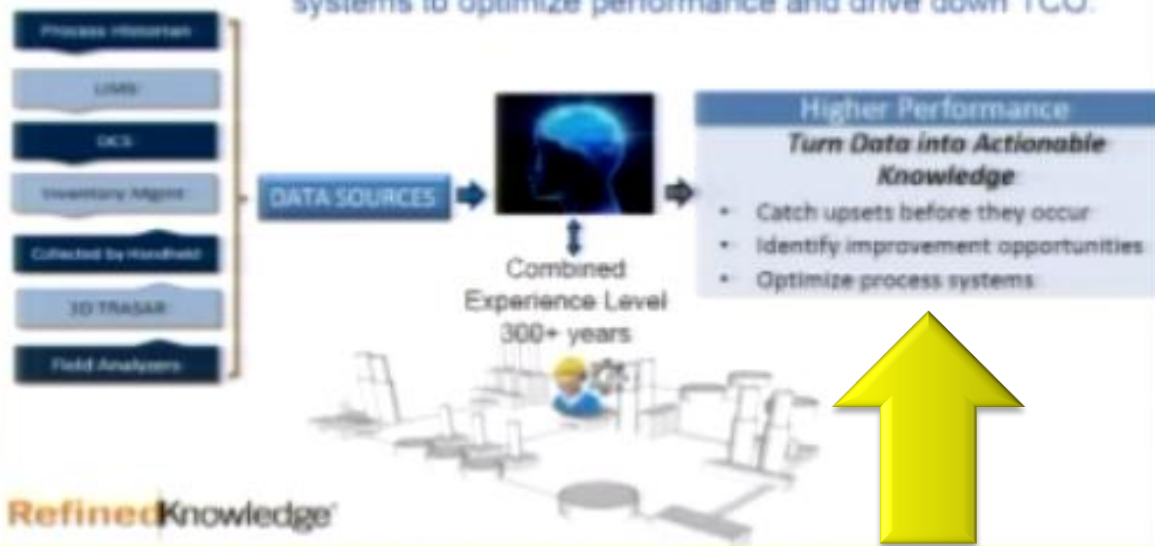 systems to optimize performance and drive down TCO.
Process Historian
LIMS
DCS
Inventory Mgmt
Collected by Handheld
3D TRASAR
Field Analyzers
DATA SOURCES
Combined
Experience Level
300+ years
Higher Performance
Turn Data into Actionable
Knowledge
• Catch upsets before they occur
• Identify improvement opportunities
• Optimize process systems
RefinedKnowledge